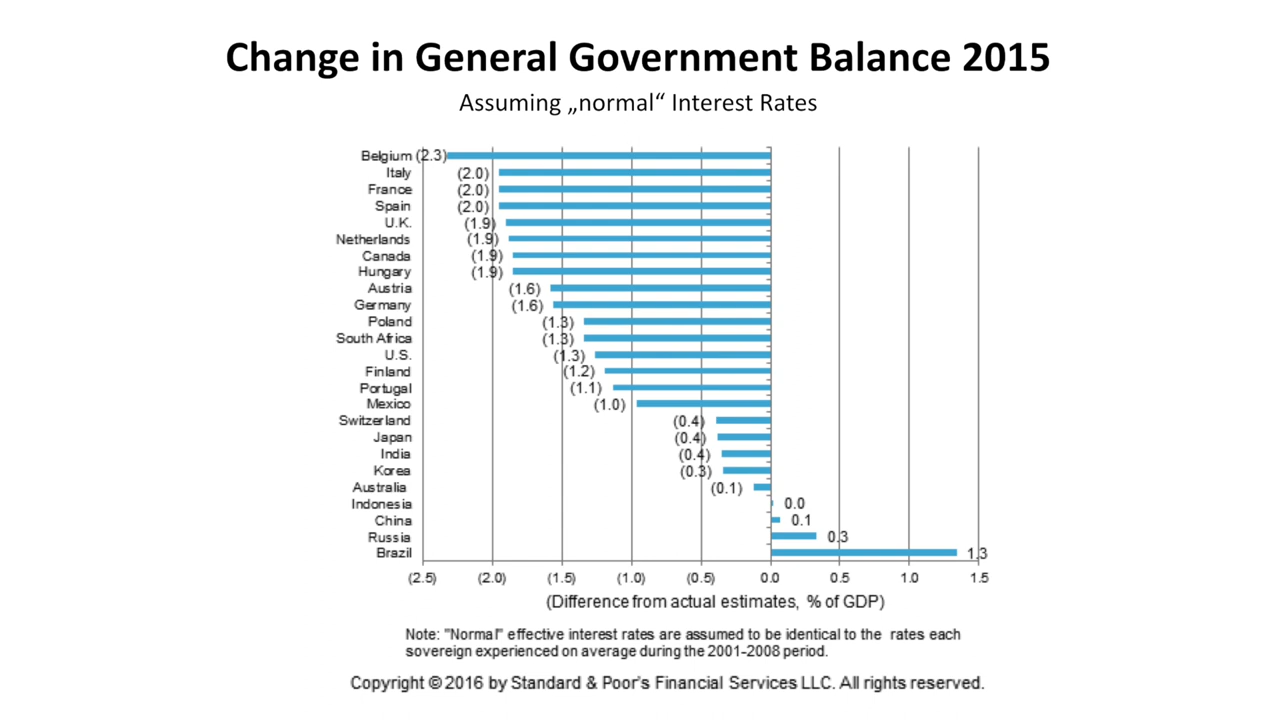 Change in General Government Balance 2015
Assuming „normal“ Interest Rates
Belgium (2.3)
Italy (2.0)
France (2.0)
Spain (2.0)
U.K. (1.9)
Netherlands (1.9)
Canada (1.9)
Hungary (1.9)
Austria (1.6)
Germany (1.6)
Poland (1.3)
South Africa (1.3)
U.S. (1.3)
Finland (1.2)
Portugal (1.1)
Mexico (1.0)
Switzerland (0.4)
Japan (0.4)
India (0.4)
Korea (0.3)
Australia (0.1)
Indonesia 0.0
China 0.1
Russia 0.3
Brazil 1.3
(2.5) (2.0) (1.5) (1.0) (0.5) 0.0 0.5 1.0 1.5
(Difference from actual estimates, % of GDP)
Note: "Normal" effective interest rates are assumed to be identical to the rates each
sovereign experienced on average during the 2001-2008 period.
Copyright © 2016 by Standard & Poor's Financial Services LLC. All rights reserved.